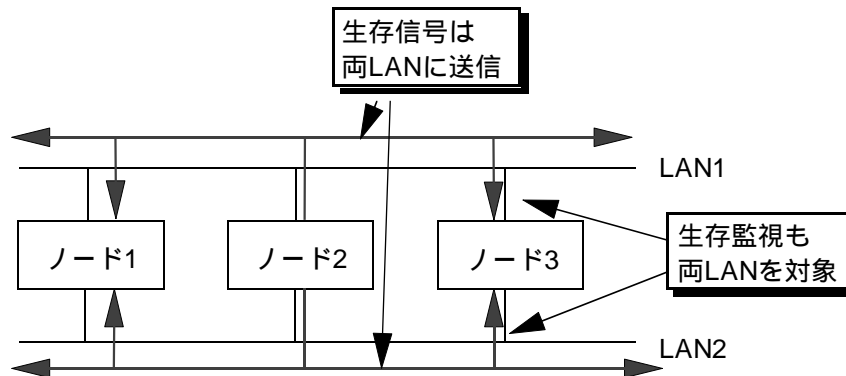 生存信号は
両LANに送信
LAN1
ノード1
ノード2
ノード3
生存監視も
両LANを対象
LAN2